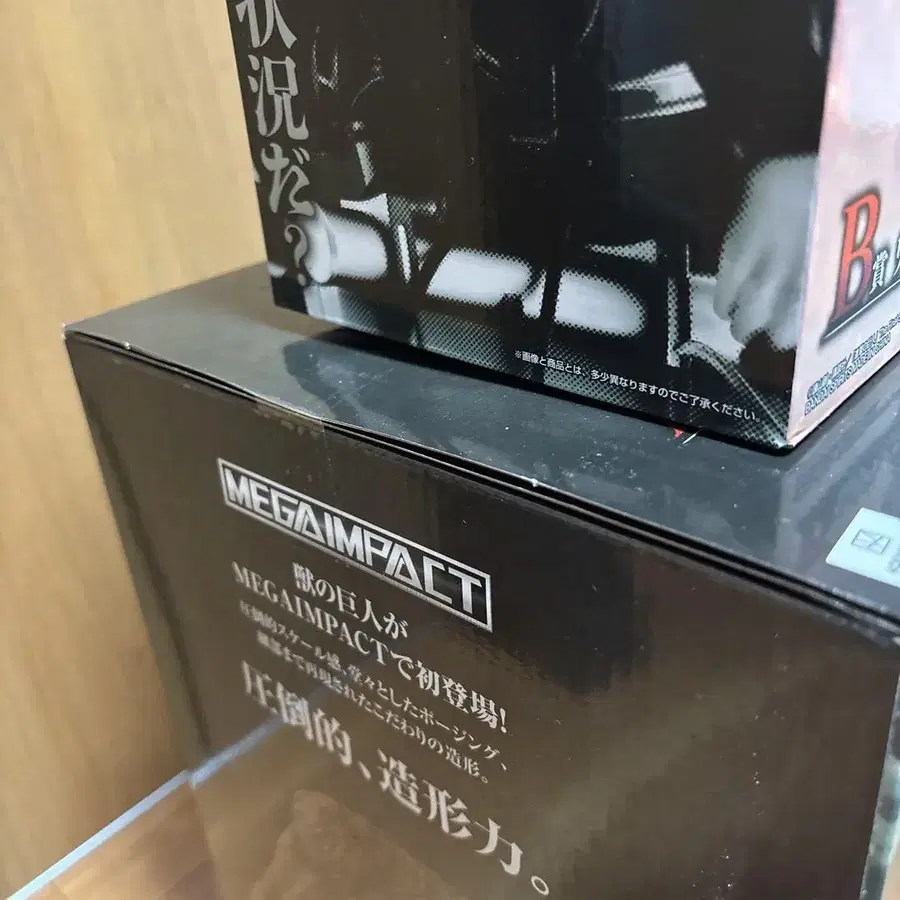 状況だ?
※画像と商品とは、多少異なりますのでご了承ください。
B賞
MEGAIMPACT
獣の巨人が
MEGAIMPACTで初登場!
圧倒的スケール感、堂々としたポージング、
細部まで再現されたこだわりの造形。
圧倒的、造形力。